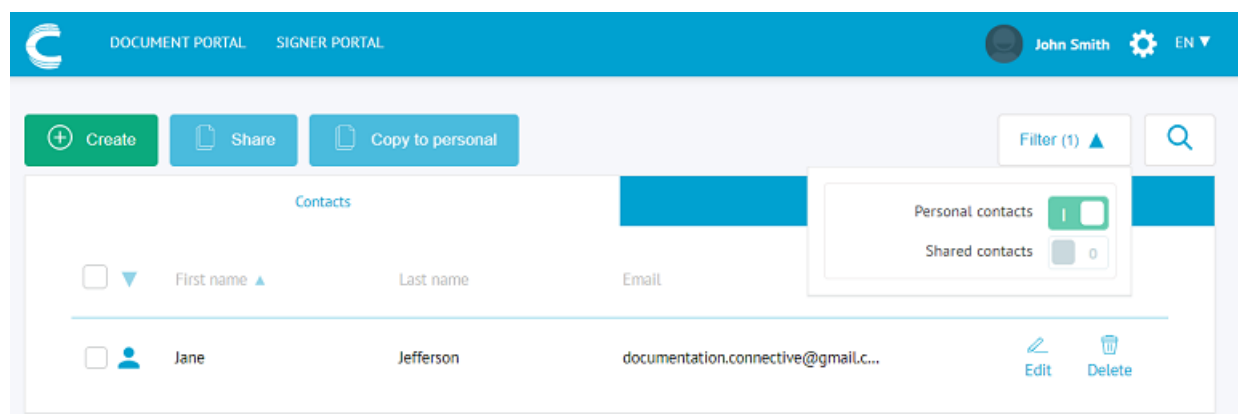 DOCUMENT PORTAL SIGNER PORTAL John Smith EN ▼
Create Share Copy to personal Filter (1) ▲
Contacts
Personal contacts
Shared contacts 0
First name ▲ Last name Email
Jane Jefferson documentation.connective@gmail.c...
Edit Delete